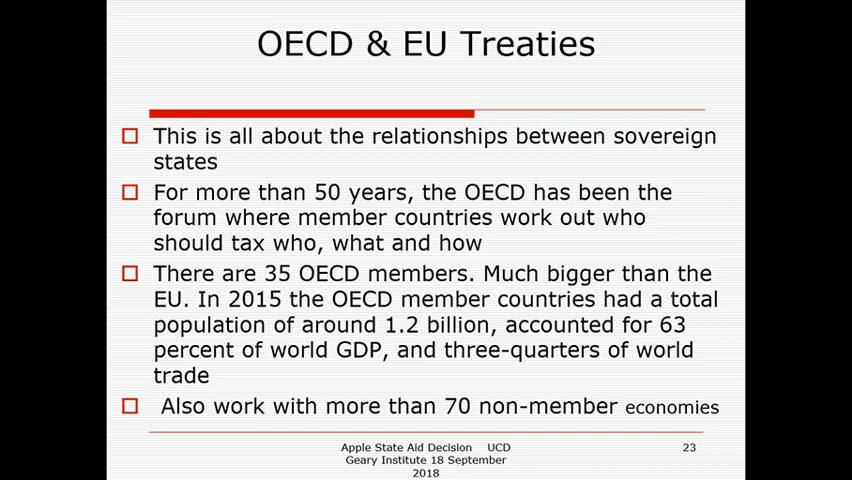 OECD & EU Treaties
This is all about the relationships between sovereign
states
For more than 50 years, the OECD has been the
forum where member countries work out who
should tax who, what and how
There are 35 OECD members. Much bigger than the
EU. In 2015 the OECD member countries had a total
population of around 1.2 billion, accounted for 63
percent of world GDP, and three-quarters of world
trade
Also work with more than 70 non-member economies
Apple State Aid Decision UCD
Geary Institute 18 September
2018
23